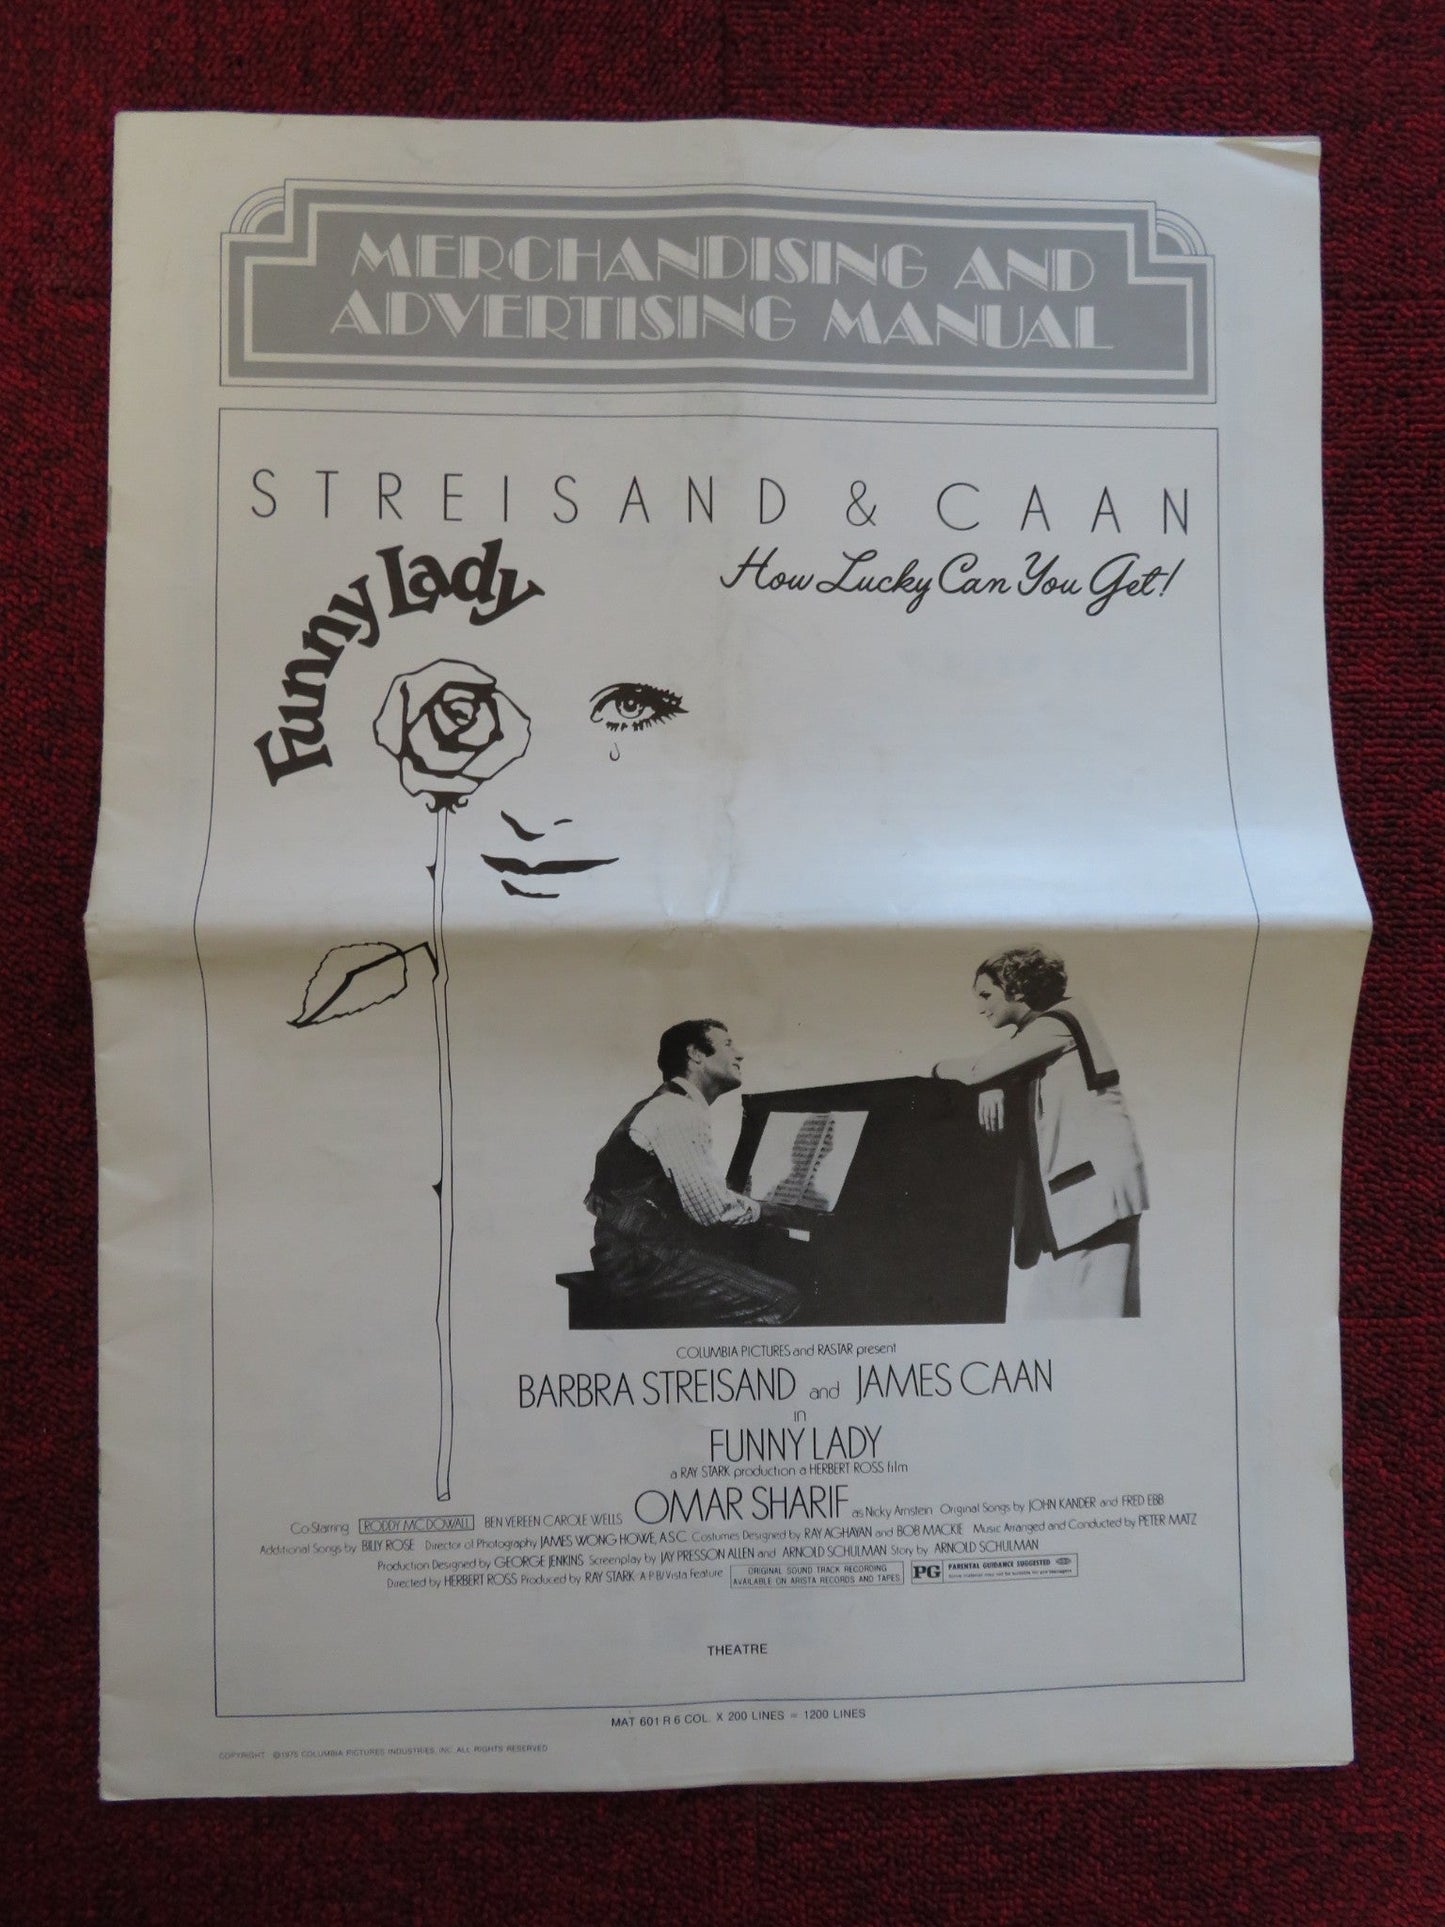 MERCHANDISING AND
ADVERTISING MANUAL
STREISAND & CAAN
How Lucky Can You Get!
Funny Lady
COLUMBIA PICTURES and RASTAR present
BARBRA STREISAND and JAMES CAAN
in
FUNNY LADY
a RAY STARK production a HERBERT ROSS film
Co-Starring RODDY MCDOWALL BEN VEREEN CAROLE WELLS OMAR SHARIF as Nicky Arnstein Original Songs by JOHN KANDER and FRED EBB
Additional Songs by BILLY ROSE Director of Photography JAMES WONG HOWE, A.S.C. Costumes Designed by RAY AGHAYAN and BOB MACKIE Music Arranged and Conducted by PETER MATZ
Production Designed by GEORGE JENKINS Screenplay by JAY PRESSON ALLEN and ARNOLD SCHULMAN Story by ARNOLD SCHULMAN
Directed by HERBERT ROSS Produced by RAY STARK A P/B/Vista Feature
ORIGINAL SOUND TRACK RECORDING
AVAILABLE ON ARISTA RECORDS AND TAPES
PG PARENTAL GUIDANCE SUGGESTED
THEATRE
MAT 601 R 6 COL. X 200 LINES = 1200 LINES
COPYRIGHT ©1975 COLUMBIA PICTURES INDUSTRIES, INC. ALL RIGHTS RESERVED